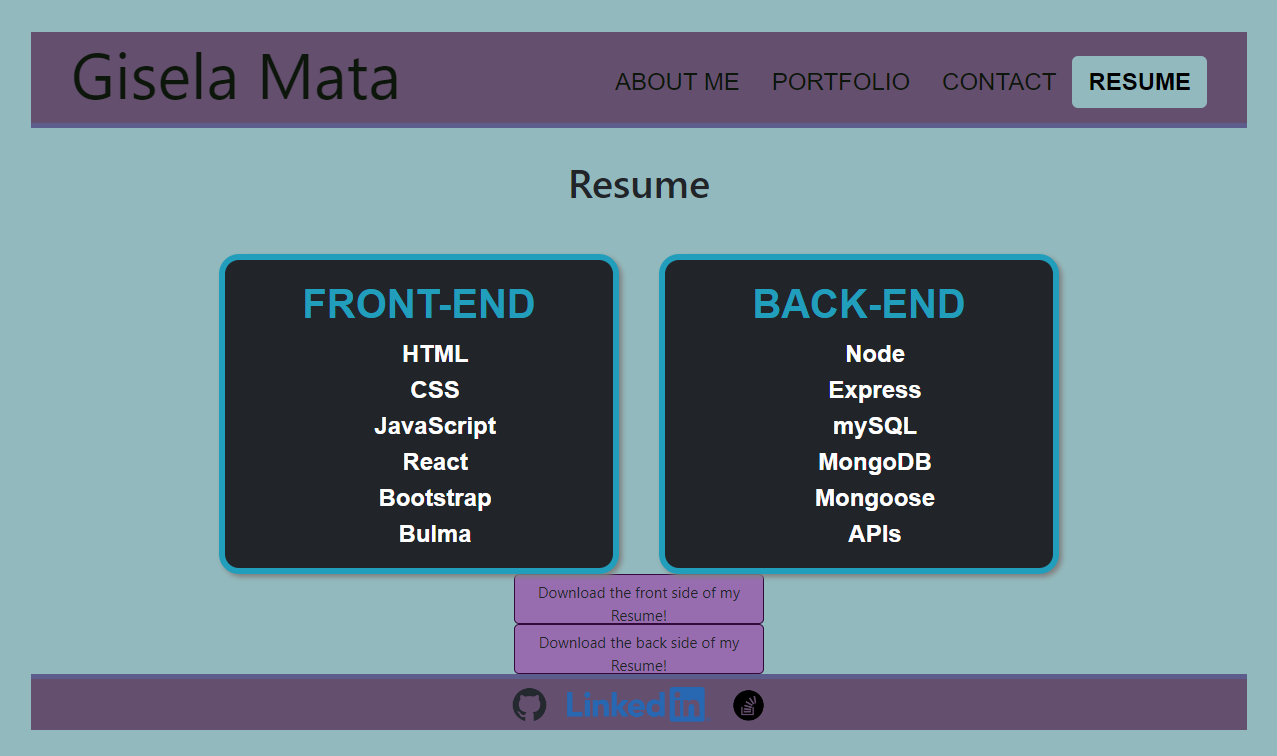 Gisela Mata
ABOUT ME PORTFOLIO CONTACT RESUME
Resume
FRONT-END
HTML
CSS
JavaScript
React
Bootstrap
Bulma
BACK-END
Node
Express
mySQL
MongoDB
Mongoose
APIs
Download the front side of my
Resume!
Download the back side of my
Resume!
Linked in